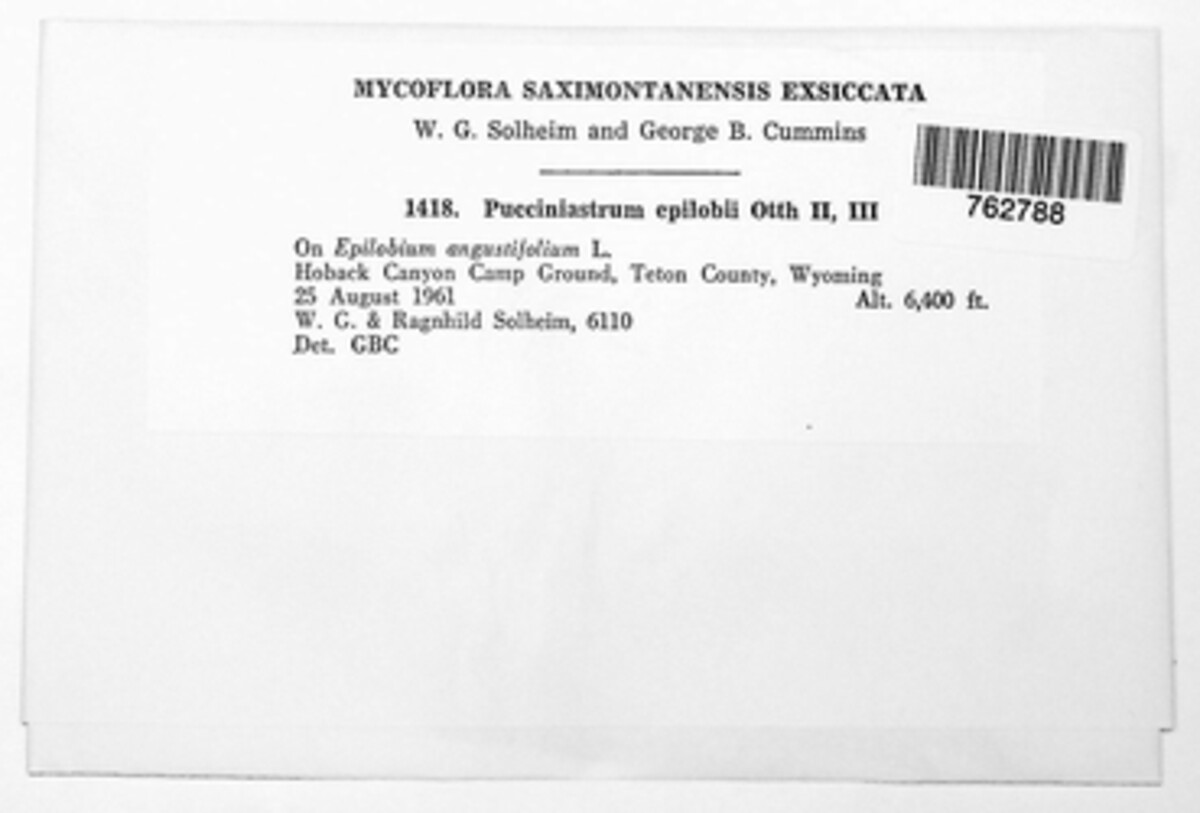 MYCOFLORA SAXIMONTANENSIS EXSICCATA
W. G. Solheim and George B. Cummins
762788
1418. Pucciniastrum epilobii Otth II, III
On Epilobium angustifolium L.
Hoback Canyon Camp Ground, Teton County, Wyoming
25 August 1961 Alt. 6,400 ft.
W. G. & Ragnhild Solheim, 6110
Det. GBC